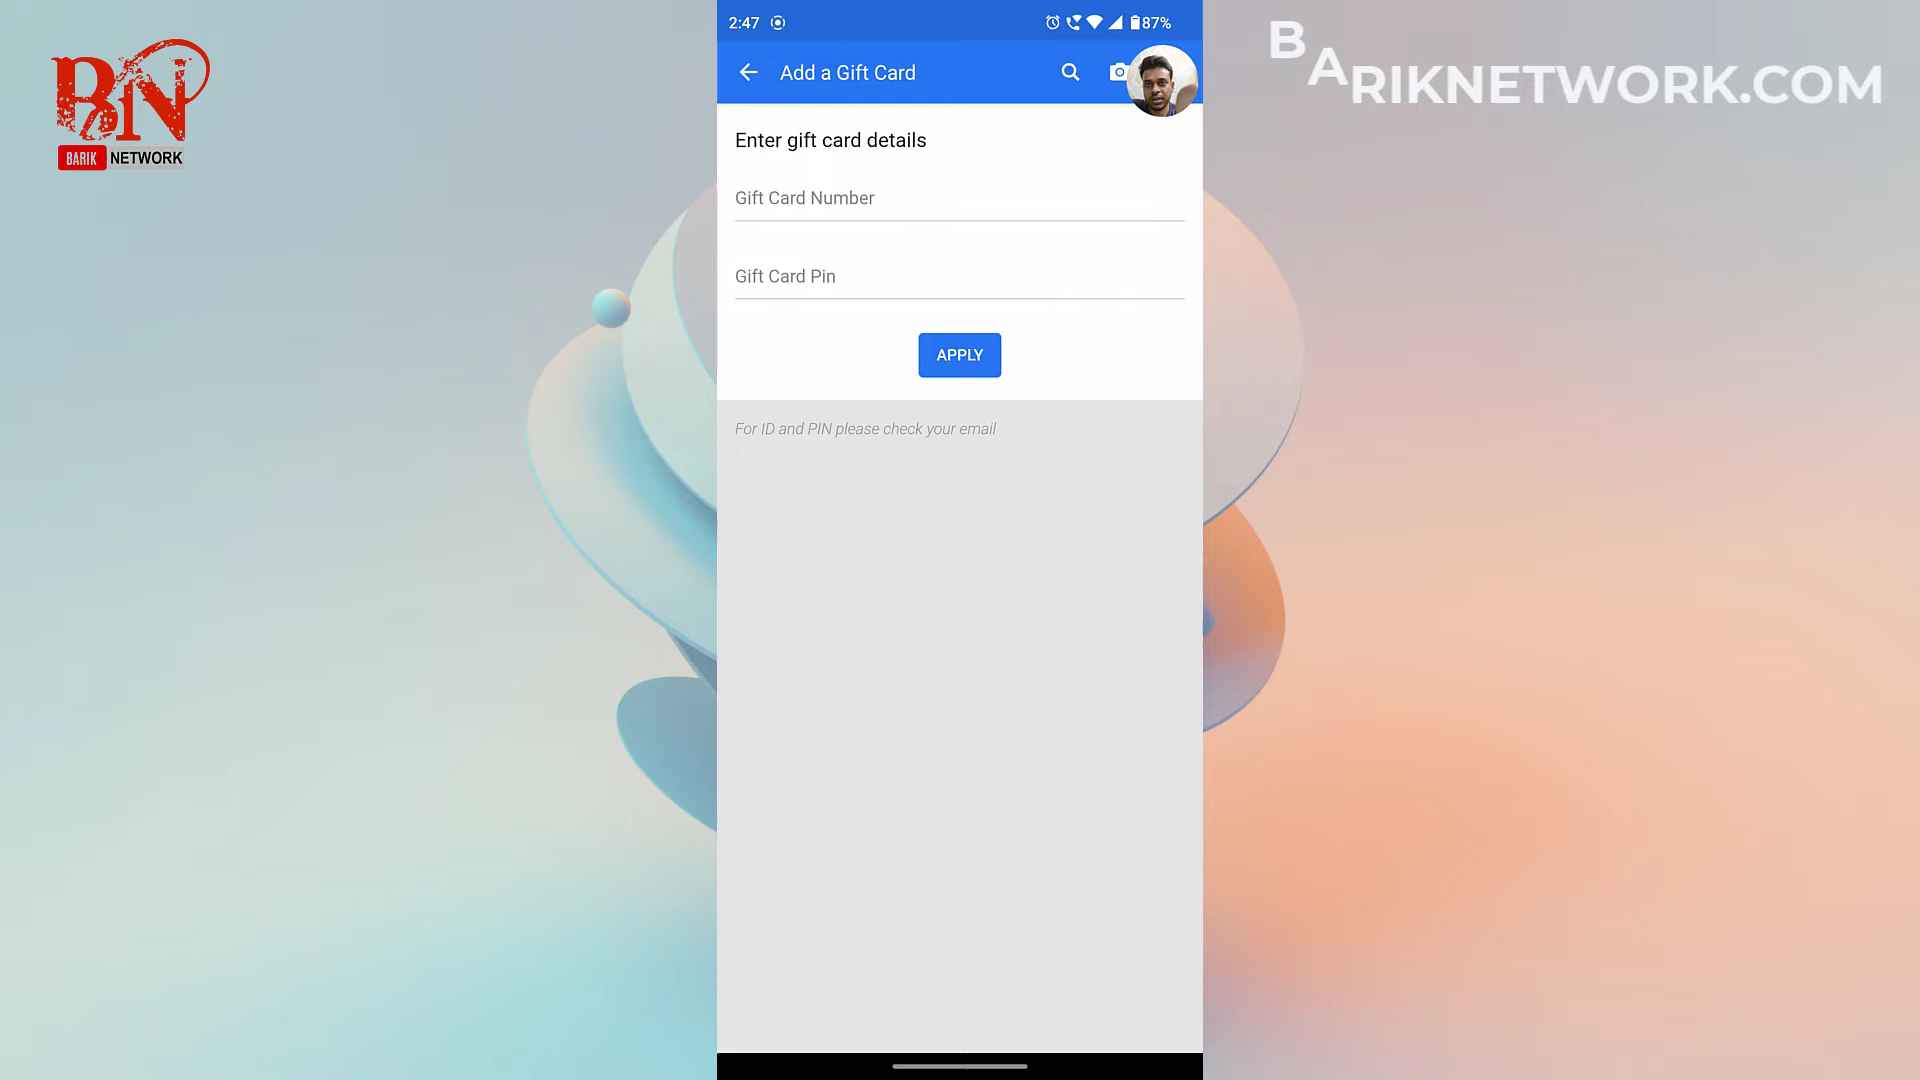 BN
BARIK NETWORK
BARIKNETWORK.COM
2:47
87%
Add a Gift Card
Enter gift card details
Gift Card Number
Gift Card Pin
APPLY
For ID and PIN please check your email